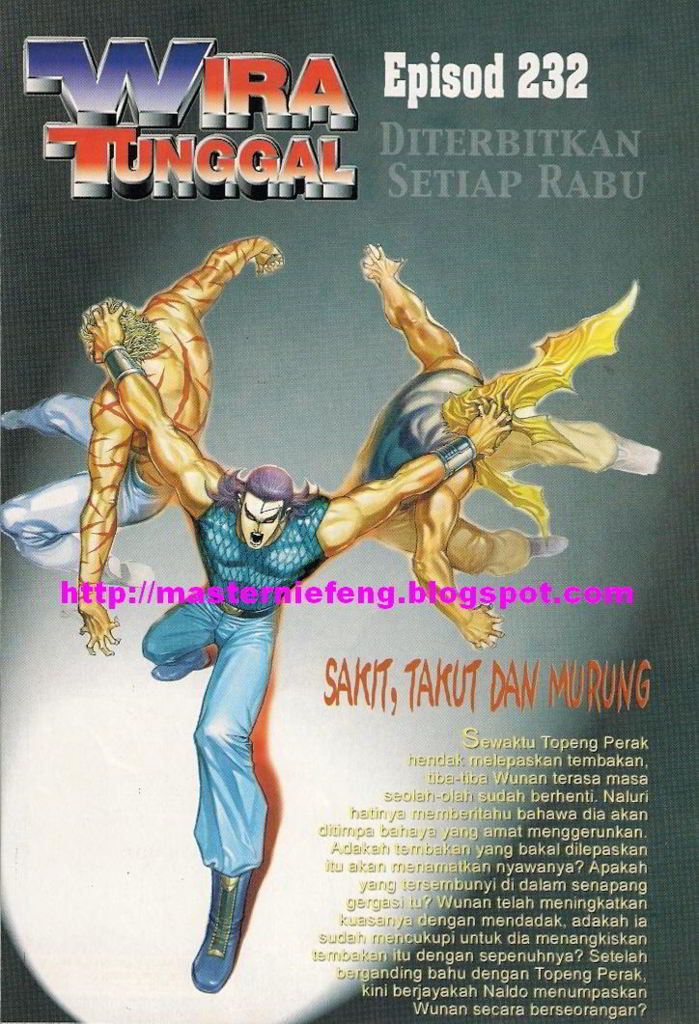 WIRA
TUNGGAL
Episod 232
DITERBITKAN
SETIAP RABU
http://masterniefeng.blogspot.com
SAKIT, TAKUT DAN MURUNG
Sewaktu Topeng Perak
hendak melepaskan tembakan,
tiba-tiba Wunan terasa masa
seolah-olah sudah berhenti. Naluri
hatinya memberitahu bahawa dia akan
ditimpa bahaya yang amat menggerunkan.
Adakah tembakan yang bakal dilepaskan
itu akan menamatkan nyawanya? Apakah
yang tersembunyi di dalam senapang
gergasi tu? Wunan telah meningkatkan
kuasanya dengan mendadak, adakah ia
sudah mencukupi untuk dia menangkiskan
tembakan itu dengan sepenuhnya? Setelah
berganding bahu dengan Topeng Perak,
kini berjayakah Naldo menumpaskan
Wunan secara berseorangan?